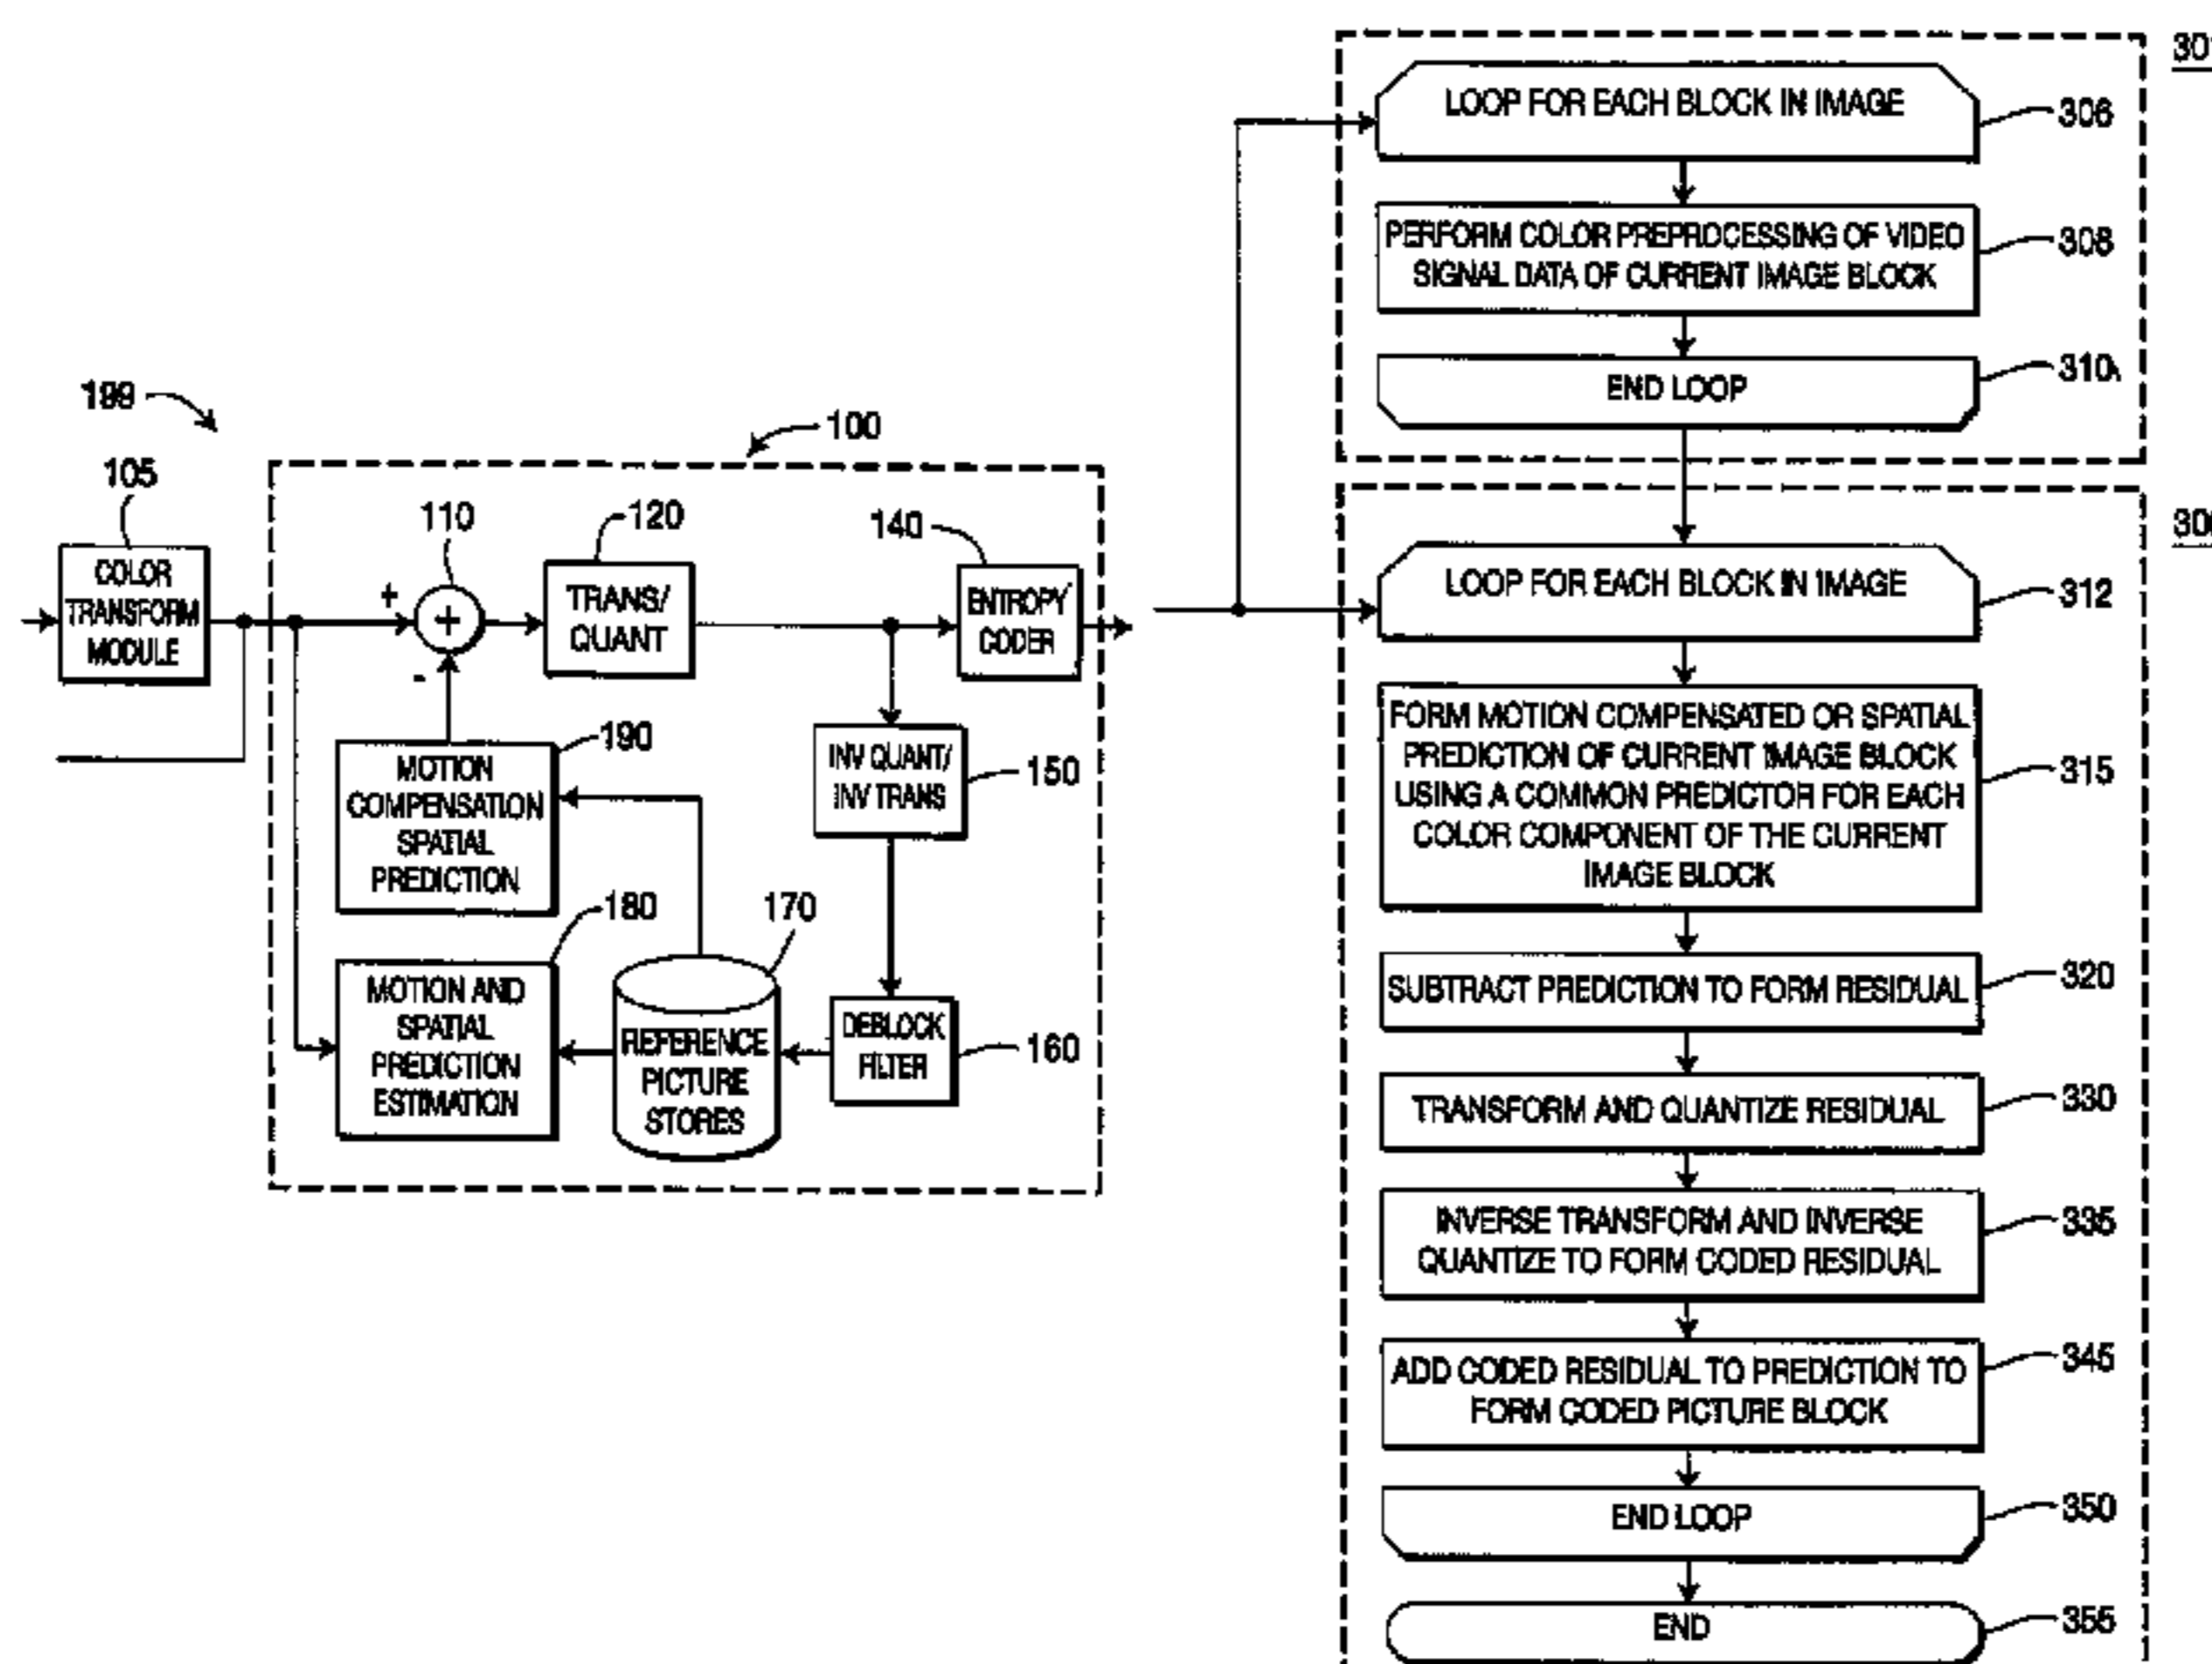 199
100
105
COLOR
TRANSFORM
MODULE
110
+
+
-
120
TRANS/
QUANT
140
ENTROPY
CODER
190
MOTION
COMPENSATION
SPATIAL
PREDICTION
INV QUANT/
INV TRANS
150
180
MOTION AND
SPATIAL
PREDICTION
ESTIMATION
170
REFERENCE
PICTURE
STORES
DEBLOCK
FILTER
160
LOOP FOR EACH BLOCK IN IMAGE
306
PERFORM COLOR PREPROCESSING OF VIDEO
SIGNAL DATA OF CURRENT IMAGE BLOCK
308
END LOOP
310
LOOP FOR EACH BLOCK IN IMAGE
312
FORM MOTION COMPENSATED OR SPATIAL
PREDICTION OF CURRENT IMAGE BLOCK
USING A COMMON PREDICTOR FOR EACH
COLOR COMPONENT OF THE CURRENT
IMAGE BLOCK
315
SUBTRACT PREDICTION TO FORM RESIDUAL
320
TRANSFORM AND QUANTIZE RESIDUAL
330
INVERSE TRANSFORM AND INVERSE
QUANTIZE TO FORM CODED RESIDUAL
335
ADD CODED RESIDUAL TO PREDICTION TO
FORM CODED PICTURE BLOCK
345
END LOOP
350
END
355